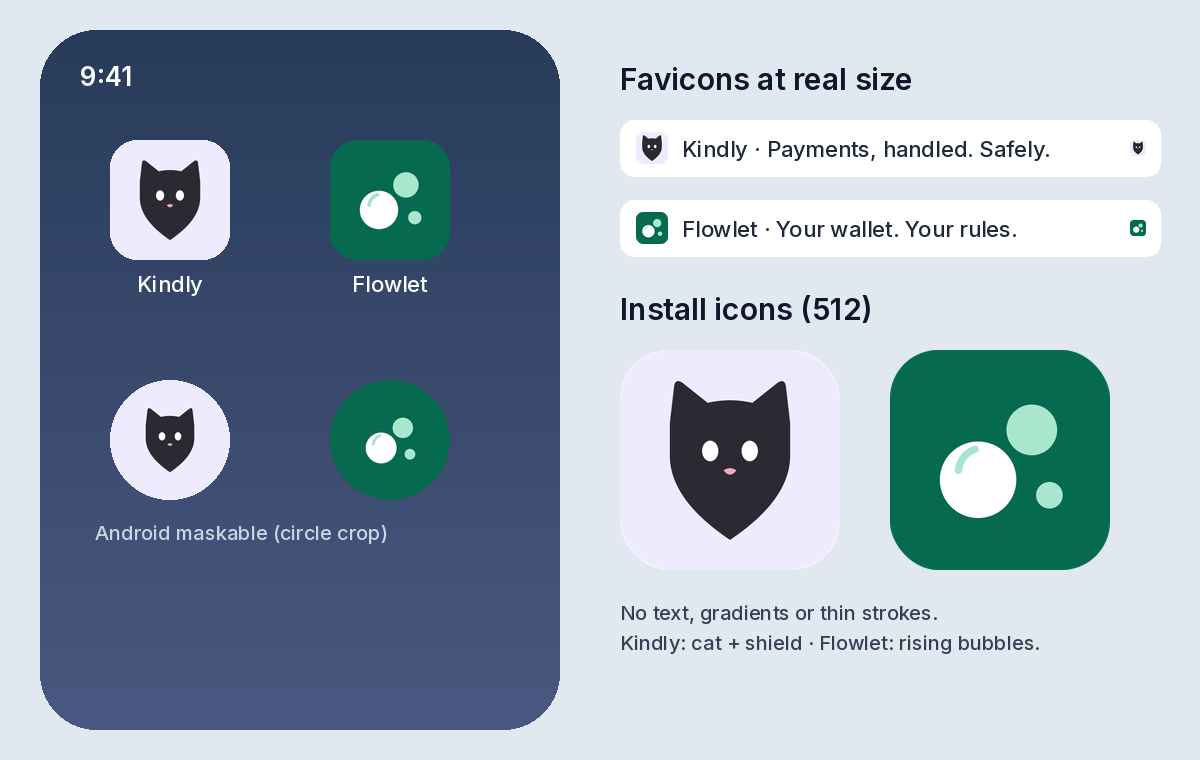 9:41
Kindly
Flowlet
Android maskable (circle crop)
Favicons at real size
Kindly · Payments, handled. Safely.
Flowlet · Your wallet. Your rules.
Install icons (512)
No text, gradients or thin strokes.
Kindly: cat + shield · Flowlet: rising bubbles.